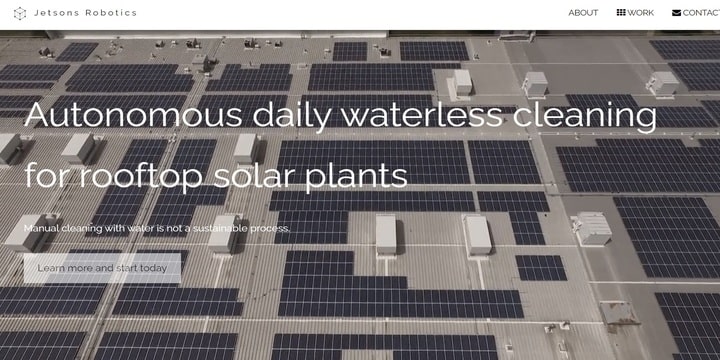 Jetsons Robotics
ABOUT WORK CONTACT
Autonomous daily waterless cleaning
for rooftop solar plants
Manual cleaning with water is not a sustainable process.
Learn more and start today